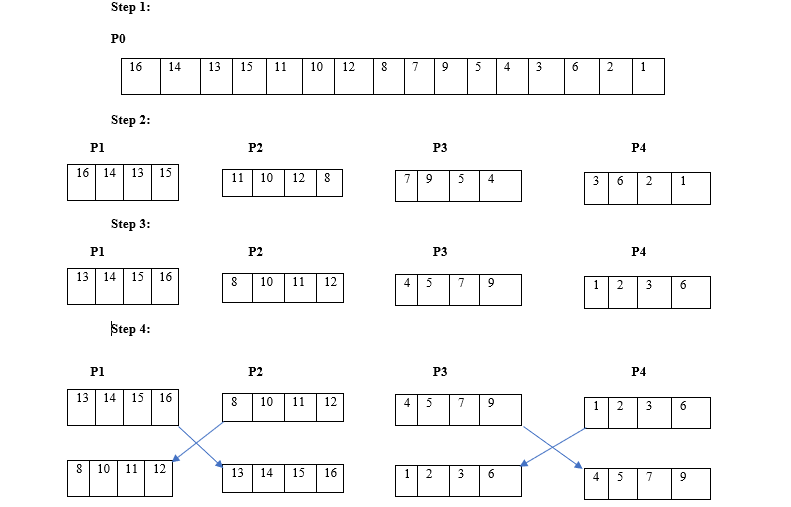 Step 1:
P0
16 14 13 15 11 10 12 8 7 9 5 4 3 6 2 1
Step 2:
P1 P2 P3 P4
16 14 13 15 11 10 12 8 7 9 5 4 3 6 2 1
Step 3:
P1 P2 P3 P4
13 14 15 16 8 10 11 12 4 5 7 9 1 2 3 6
Step 4:
P1 P2 P3 P4
13 14 15 16 8 10 11 12 4 5 7 9 1 2 3 6
8 10 11 12 13 14 15 16 1 2 3 6 4 5 7 9